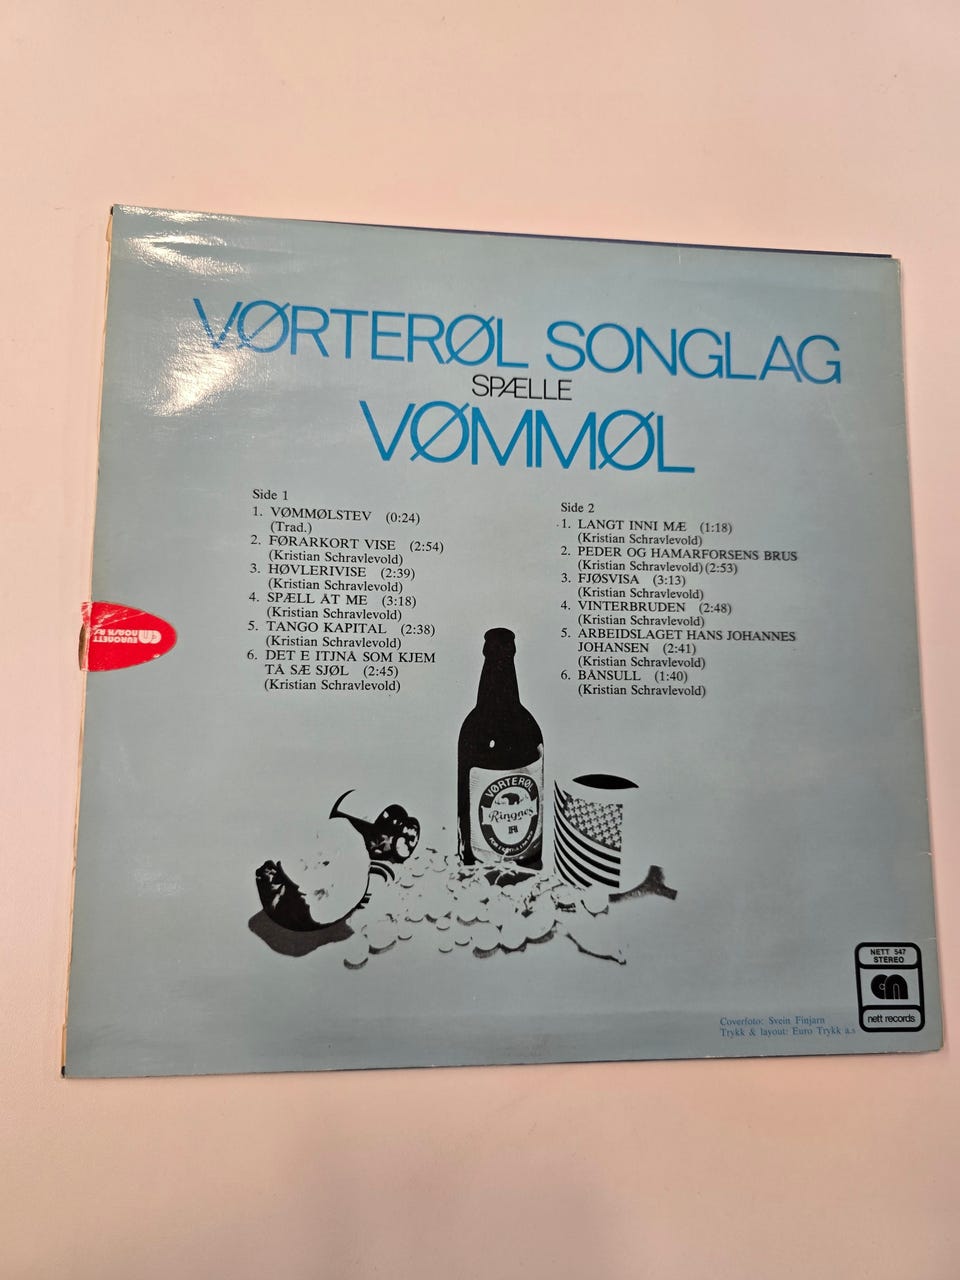 VØRTERØL SONGLAG
SPÆLLE
VØMMØL
Side 1
1. VØMMØLSTEV (0:24)
(Trad.)
2. FØRARKORT VISE (2:54)
(Kristian Schravlevold)
3. HØVLERIVISE (2:39)
(Kristian Schravlevold)
4. SPÆLL ÅT ME (3:18)
(Kristian Schravlevold)
5. TANGO KAPITAL (2:38)
(Kristian Schravlevold)
6. DET E ITJNÅ SOM KJEM
TÅ SÆ SJØL (2:45)
(Kristian Schravlevold)
Side 2
1. LANGT INNI MÆ (1:18)
(Kristian Schravlevold)
2. PEDER OG HAMARFORSENS BRUS
(Kristian Schravlevold) (2:53)
3. FJØSVISA (3:13)
(Kristian Schravlevold)
4. VINTERBRUDEN (2:48)
(Kristian Schravlevold)
5. ARBEIDSLAGET HANS JOHANNES
JOHANSEN (2:41)
(Kristian Schravlevold)
6. BÅNSULL (1:40)
(Kristian Schravlevold)
EURONETT
NORSK A/S
VØRTERØL
Ringnes
NETT 547
STEREO
nett records
Coverfoto: Svein Finjarn
Trykk & layout: Euro Trykk a.s